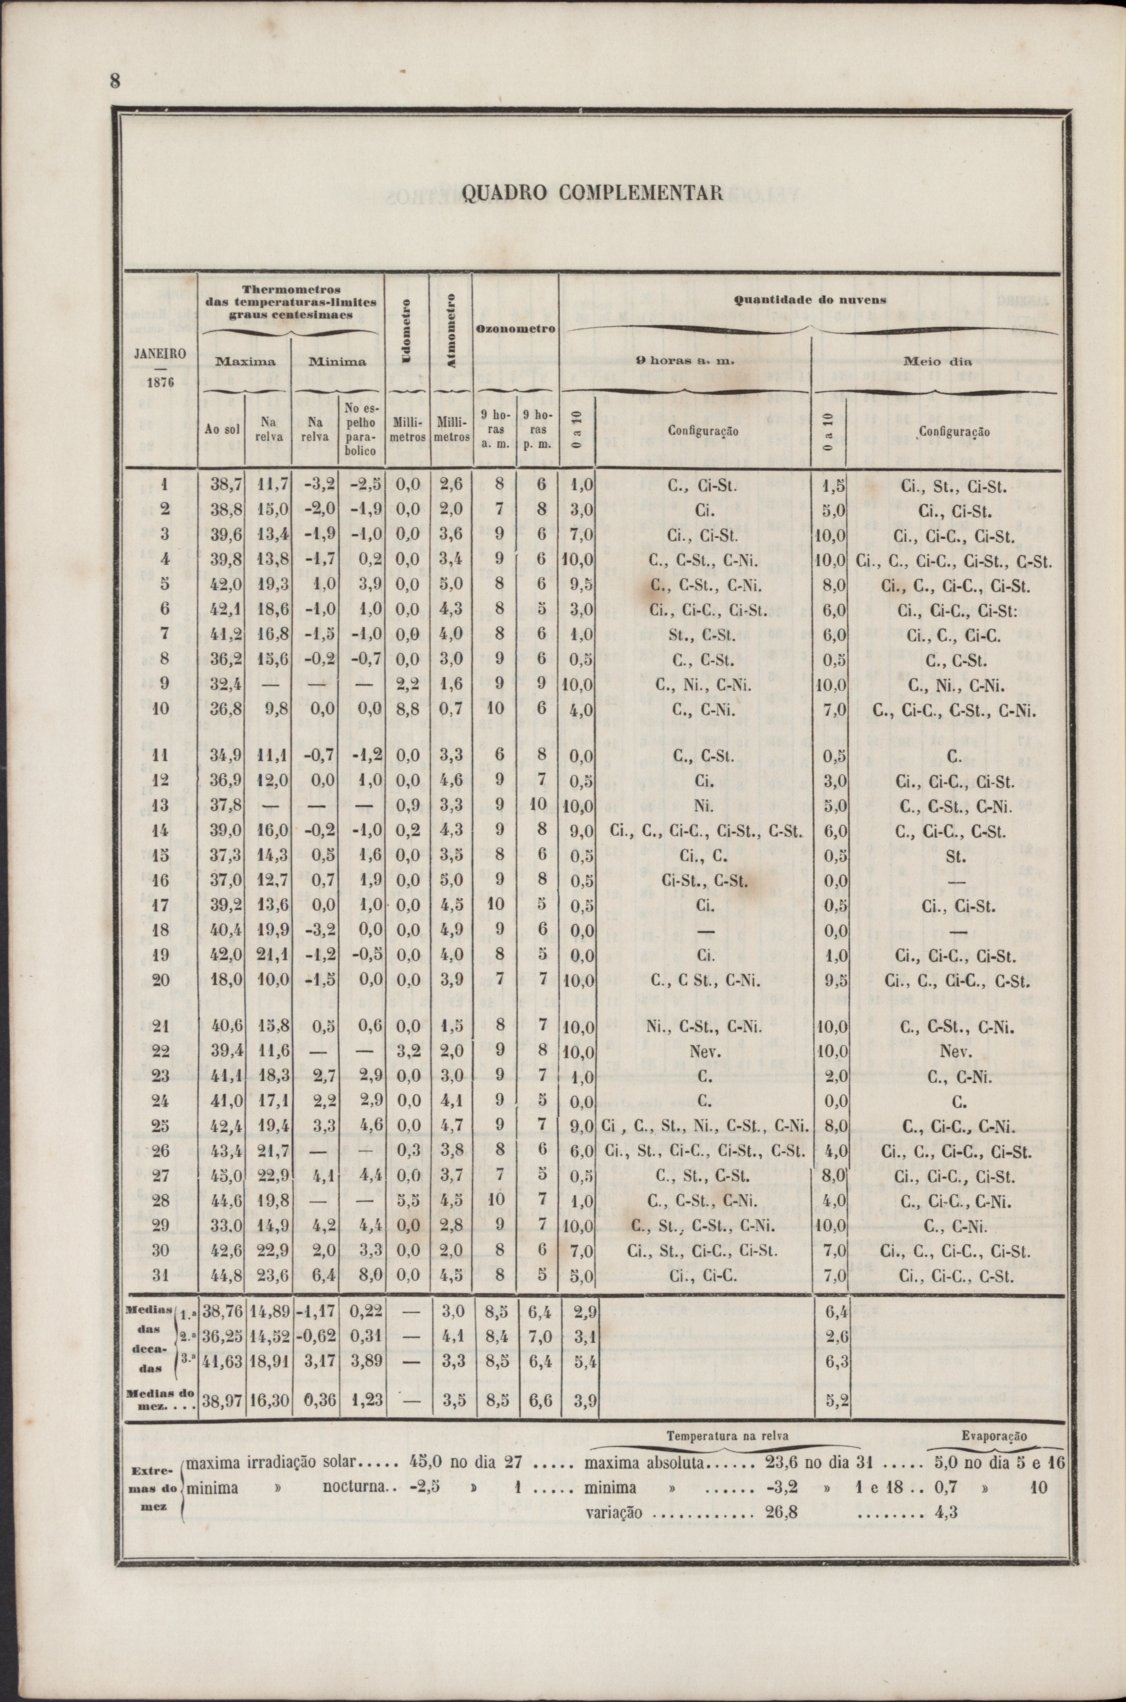 8
QUADRO COMPLEMENTAR
JANEIRO — 1876
Thermometros das temperaturas-limites graus centesimaes
Udometro
Atmometro
Ozonometro
Quantidade de nuvens
Maxima Minima 9 horas a. m. Meio dia
Ao sol Na relva Na relva No espelho parabolico Millimetros Millimetros 9 horas a. m. 9 horas p. m. 0 a 10 Configuração 0 a 10 Configuração
1 38,7 11,7 -3,2 -2,5 0,0 2,6 8 6 1,0 C., Ci-St. 1,5 Ci., St., Ci-St.
2 38,8 15,0 -2,0 -1,9 0,0 2,0 7 8 3,0 Ci. 5,0 Ci., Ci-St.
3 39,6 13,4 -1,9 -1,0 0,0 3,6 9 6 7,0 Ci., Ci-St. 10,0 Ci., Ci-C., Ci-St.
4 39,8 13,8 -1,7 0,2 0,0 3,4 9 6 10,0 C., C-St., C-Ni. 10,0 Ci., C., Ci-C., Ci-St., C-St.
5 42,0 19,3 1,0 3,9 0,0 5,0 8 6 9,5 C., C-St., C-Ni. 8,0 Ci., C., Ci-C., Ci-St.
6 42,1 18,6 -1,0 1,0 0,0 4,3 8 5 3,0 Ci., Ci-C., Ci-St. 6,0 Ci., Ci-C., Ci-St:
7 41,2 16,8 -1,5 -1,0 0,0 4,0 8 6 1,0 St., C-St. 6,0 Ci., C., Ci-C.
8 36,2 15,6 -0,2 -0,7 0,0 3,0 9 6 0,5 C., C-St. 0,5 C., C-St.
9 32,4 — — — 2,2 1,6 9 9 10,0 C., Ni., C-Ni. 10,0 C., Ni., C-Ni.
10 36,8 9,8 0,0 0,0 8,8 0,7 10 6 4,0 C., C-Ni. 7,0 C., Ci-C., C-St., C-Ni.
11 34,9 11,1 -0,7 -1,2 0,0 3,3 6 8 0,0 C., C-St. 0,5 C.
12 36,9 12,0 0,0 1,0 0,0 4,6 9 7 0,5 Ci. 3,0 Ci., Ci-C., Ci-St.
13 37,8 — — — 0,9 3,3 9 10 10,0 Ni. 5,0 C., C-St., C-Ni.
14 39,0 16,0 -0,2 -1,0 0,2 4,3 9 8 9,0 Ci., C., Ci-C., Ci-St., C-St. 6,0 C., Ci-C., C-St.
15 37,3 14,3 0,5 1,6 0,0 3,5 8 6 0,5 Ci., C. 0,5 St.
16 37,0 12,7 0,7 1,9 0,0 5,0 9 8 0,5 Ci-St., C-St. 0,0 —
17 39,2 13,6 0,0 1,0 0,0 4,5 10 5 0,5 Ci. 0,5 Ci., Ci-St.
18 40,4 19,9 -3,2 0,0 0,0 4,9 9 6 0,0 — 0,0 —
19 42,0 21,1 -1,2 -0,5 0,0 4,0 8 5 0,0 Ci. 1,0 Ci., Ci-C., Ci-St.
20 18,0 10,0 -1,5 0,0 0,0 3,9 7 7 10,0 C., C St., C-Ni. 9,5 Ci., C., Ci-C., C-St.
21 40,6 15,8 0,5 0,6 0,0 1,5 8 7 10,0 Ni., C-St., C-Ni. 10,0 C., C-St., C-Ni.
22 39,4 11,6 — — 3,2 2,0 9 8 10,0 Nev. 10,0 Nev.
23 41,1 18,3 2,7 2,9 0,0 3,0 9 7 1,0 C. 2,0 C., C-Ni.
24 41,0 17,1 2,2 2,9 0,0 4,1 9 5 0,0 C. 0,0 C.
25 42,4 19,4 3,3 4,6 0,0 4,7 9 7 9,0 Ci , C., St., Ni., C-St., C-Ni. 8,0 C., Ci-C., C-Ni.
26 43,4 21,7 — — 0,3 3,8 8 6 6,0 Ci., St., Ci-C., Ci-St., C-St. 4,0 Ci., C., Ci-C., Ci-St.
27 45,0 22,9 4,1 4,4 0,0 3,7 7 5 0,5 C., St., C-St. 8,0 Ci., Ci-C., Ci-St.
28 44,6 19,8 — — 5,5 4,5 10 7 1,0 C., C-St., C-Ni. 4,0 C., Ci-C., C-Ni.
29 33.0 14,9 4,2 4,4 0,0 2,8 9 7 10,0 C., St., C-St., C-Ni. 10,0 C., C-Ni.
30 42,6 22,9 2,0 3,3 0,0 2,0 8 6 7,0 Ci., St., Ci-C., Ci-St. 7,0 Ci., C., Ci-C., Ci-St.
31 44,8 23,6 6,4 8,0 0,0 4,5 8 5 5,0 Ci., Ci-C. 7,0 Ci., Ci-C., C-St.
Medias das decadas 1.ª 38,76 14,89 -1,17 0,22 — 3,0 8,5 6,4 2,9 6,4
2.ª 36,25 14,52 -0,62 0,31 — 4,1 8,4 7,0 3,1 2,6
3.ª 41,63 18,91 3,17 3,89 — 3,3 8,5 6,4 5,4 6,3
Medias do mez. . . . 38,97 16,30 0,36 1,23 — 3,5 8,5 6,6 3,9 5,2
Temperatura na relva Evaporação
Extremas do mez maxima irradiação solar..... 45,0 no dia 27 ..... maxima absoluta...... 23,6 no dia 31 ..... 5,0 no dia 5 e 16
minima » nocturna.. -2,5 » 1 ..... minima » ...... -3,2 » 1 e 18 .. 0,7 » 10
variação ............ 26,8 ........ 4,3